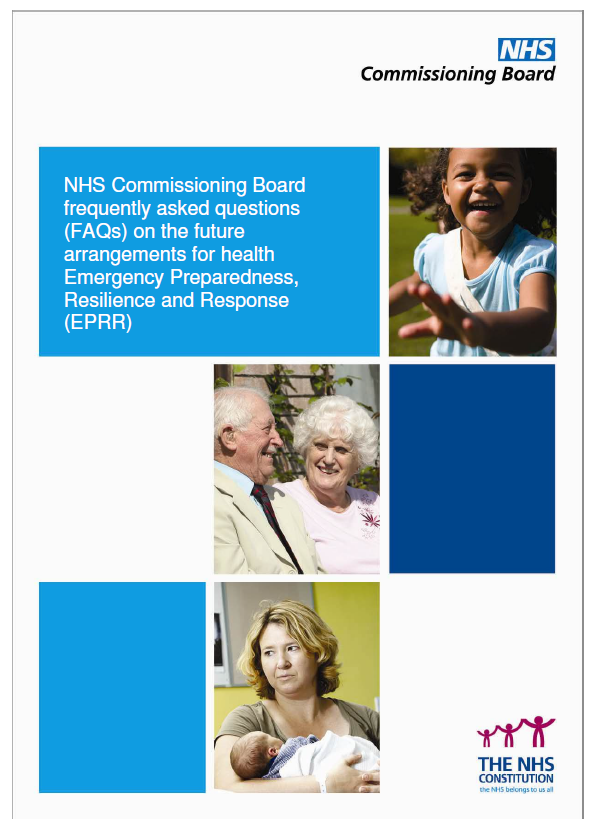 NHS
Commissioning Board
NHS Commissioning Board
frequently asked questions
(FAQs) on the future
arrangements for health
Emergency Preparedness,
Resilience and Response
(EPRR)
THE NHS
CONSTITUTION
the NHS belongs to us all